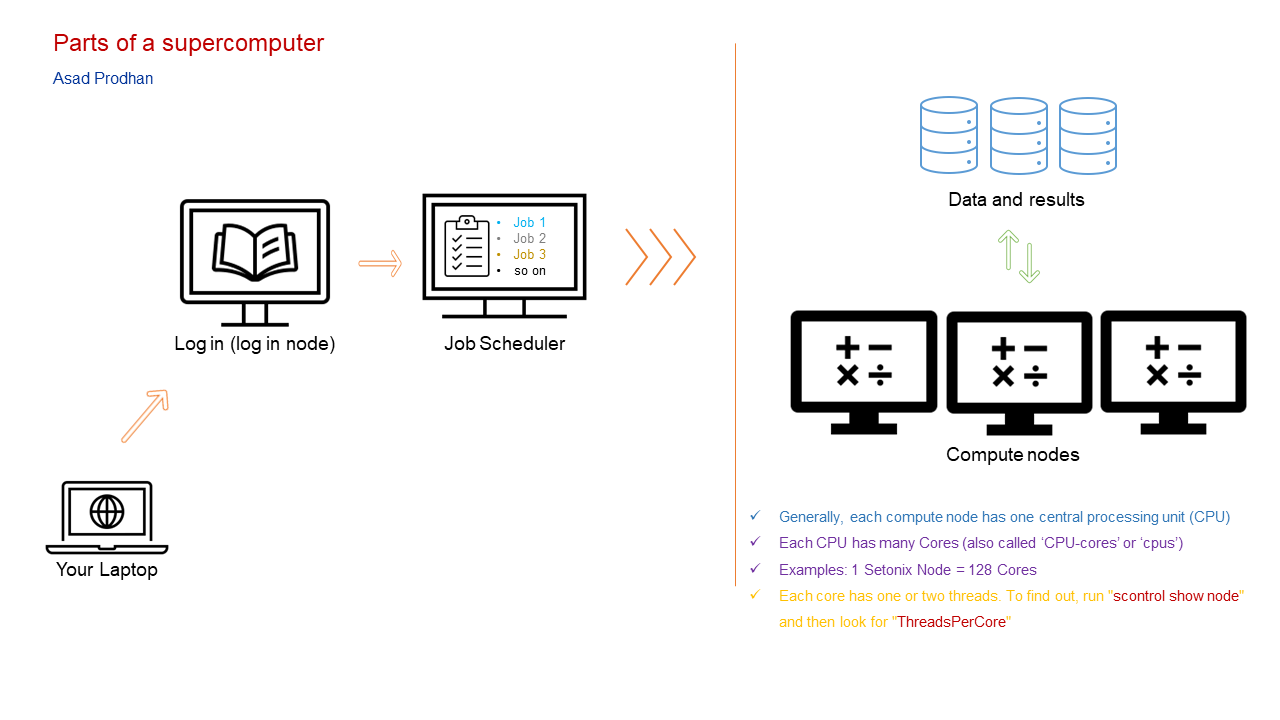 Parts of a supercomputer
Asad Prodhan
Data and results
• Job 1
• Job 2
• Job 3
• so on
Log in (log in node)
Job Scheduler
Compute nodes
Your Laptop
✓ Generally, each compute node has one central processing unit (CPU)
✓ Each CPU has many Cores (also called ‘CPU-cores’ or ‘cpus’)
✓ Examples: 1 Setonix Node = 128 Cores
✓ Each core has one or two threads. To find out, run "scontrol show node"
and then look for "ThreadsPerCore"